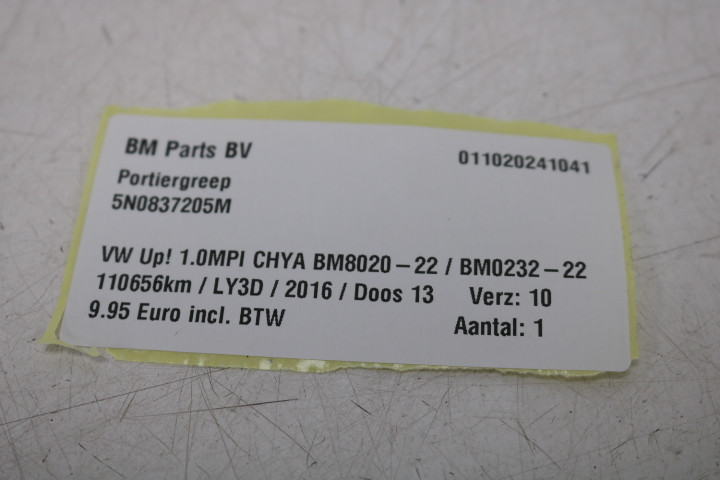 BM Parts BV 011020241041
Portiergreep
5N0837205M
VW Up! 1.0MPI CHYA BM8020-22 / BM0232-22
110656km / LY3D / 2016 / Doos 13 Verz: 10
9.95 Euro incl. BTW Aantal: 1